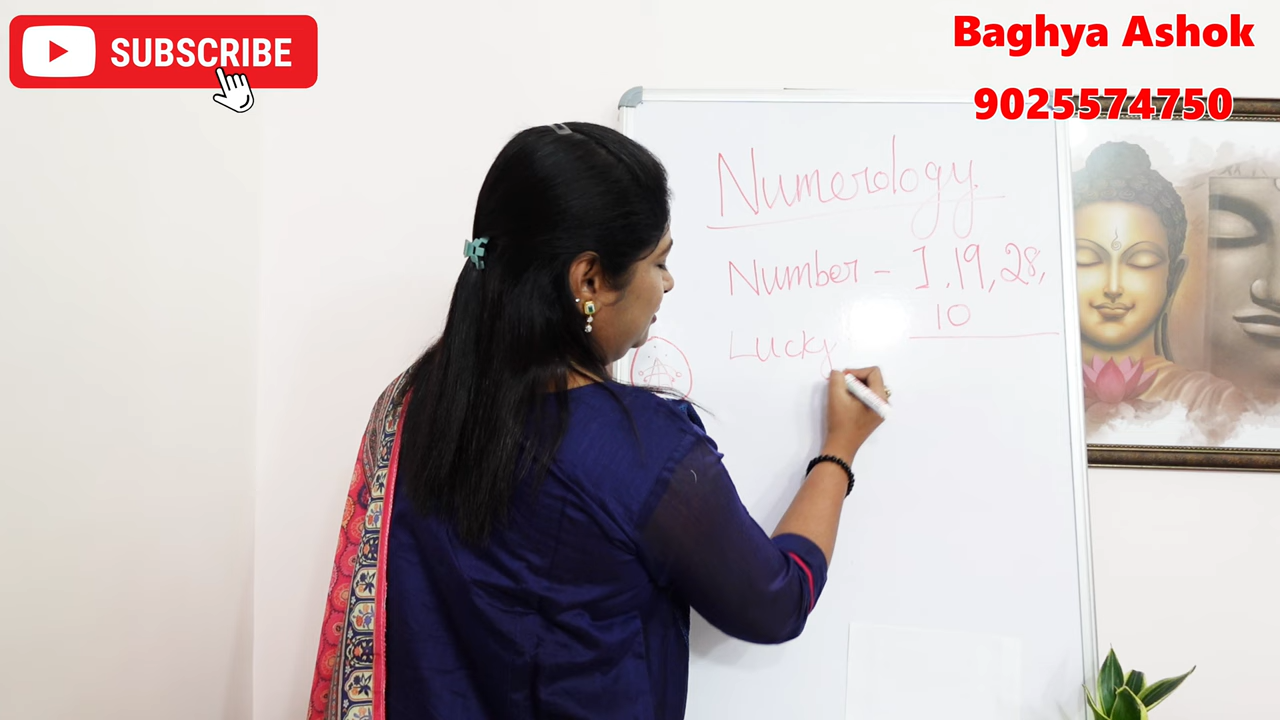 SUBSCRIBE
Baghya Ashok
9025574750
Numerology
Number - 1, 19, 28,
10
Lucky